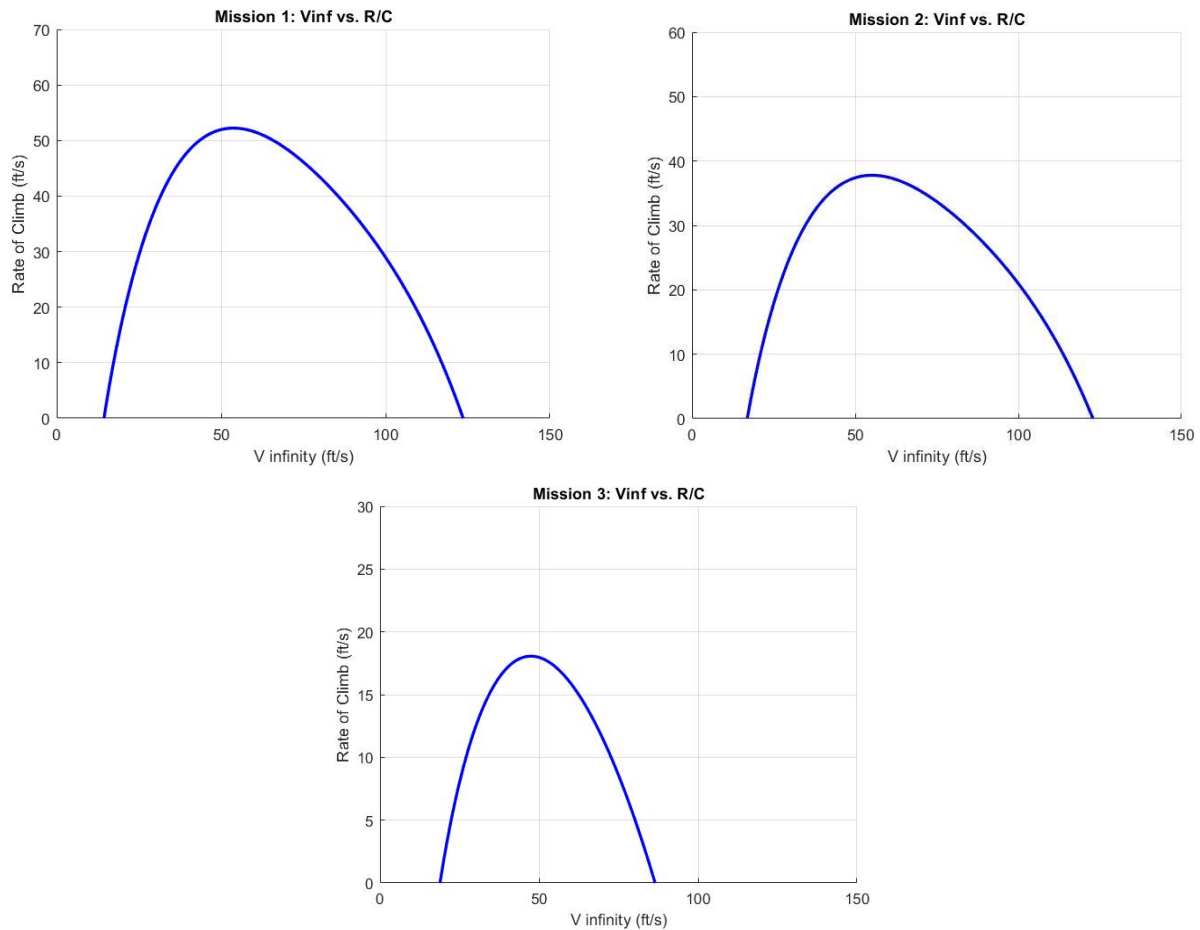 Mission 1: Vinf vs. R/C
Rate of Climb (ft/s)
70
60
50
40
30
20
10
0
0 50 100 150
V infinity (ft/s)
Mission 2: Vinf vs. R/C
Rate of Climb (ft/s)
60
50
40
30
20
10
0
0 50 100 150
V infinity (ft/s)
Mission 3: Vinf vs. R/C
Rate of Climb (ft/s)
30
25
20
15
10
5
0
0 50 100 150
V infinity (ft/s)